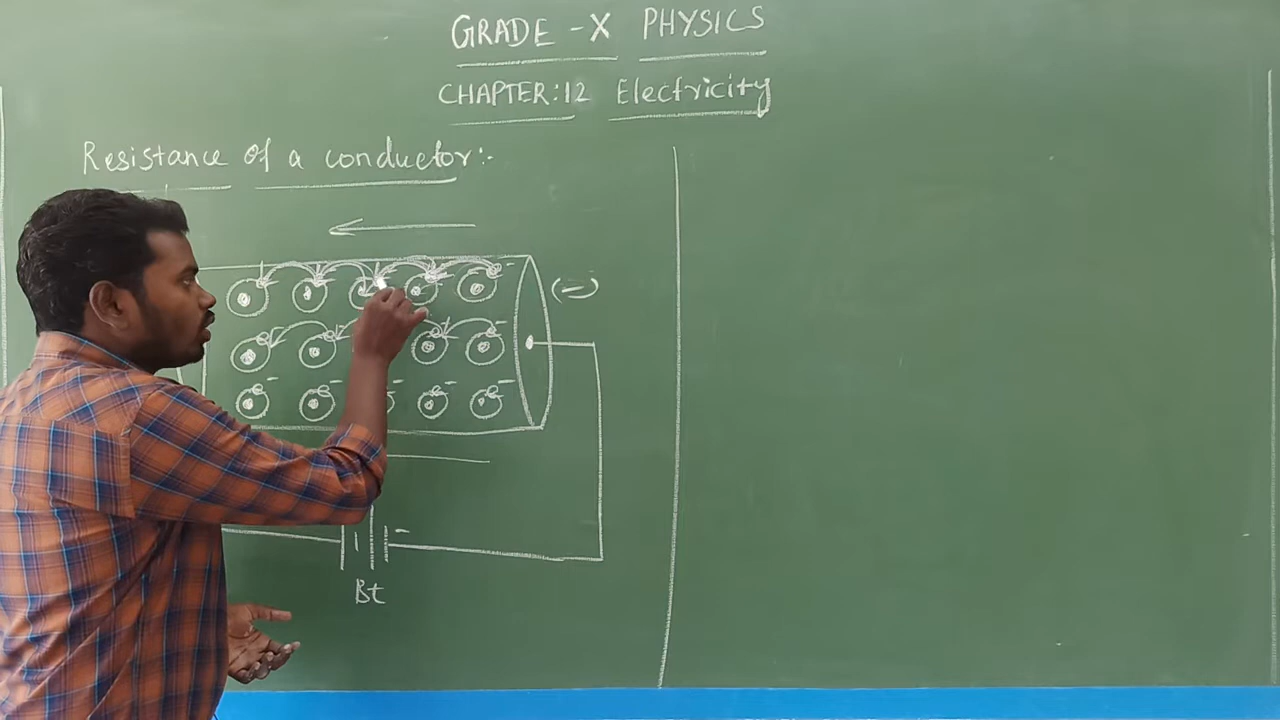 GRADE -X PHYSICS
CHAPTER:12 Electricity
Resistance of a conductor:-
(-)
Bt